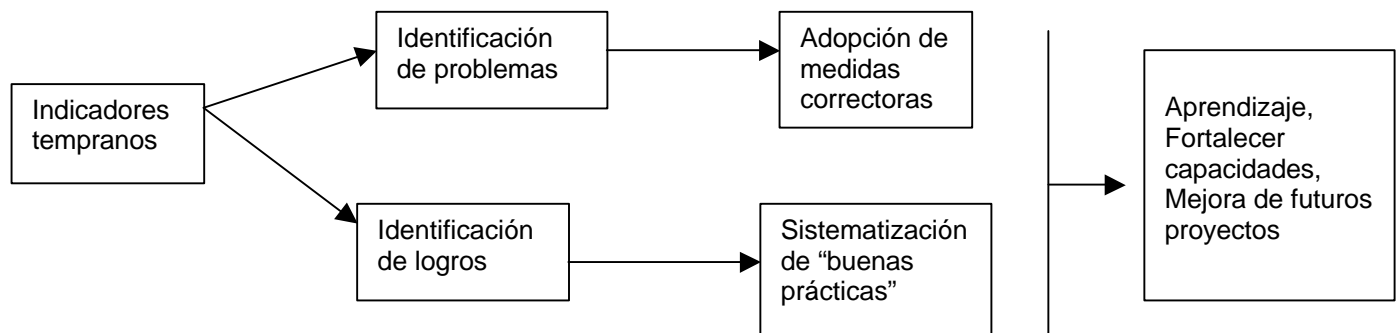 Indicadores
tempranos
Identificación
de problemas
Adopción de
medidas
correctoras
Identificación
de logros
Sistematización
de “buenas
prácticas”
Aprendizaje,
Fortalecer
capacidades,
Mejora de futuros
proyectos